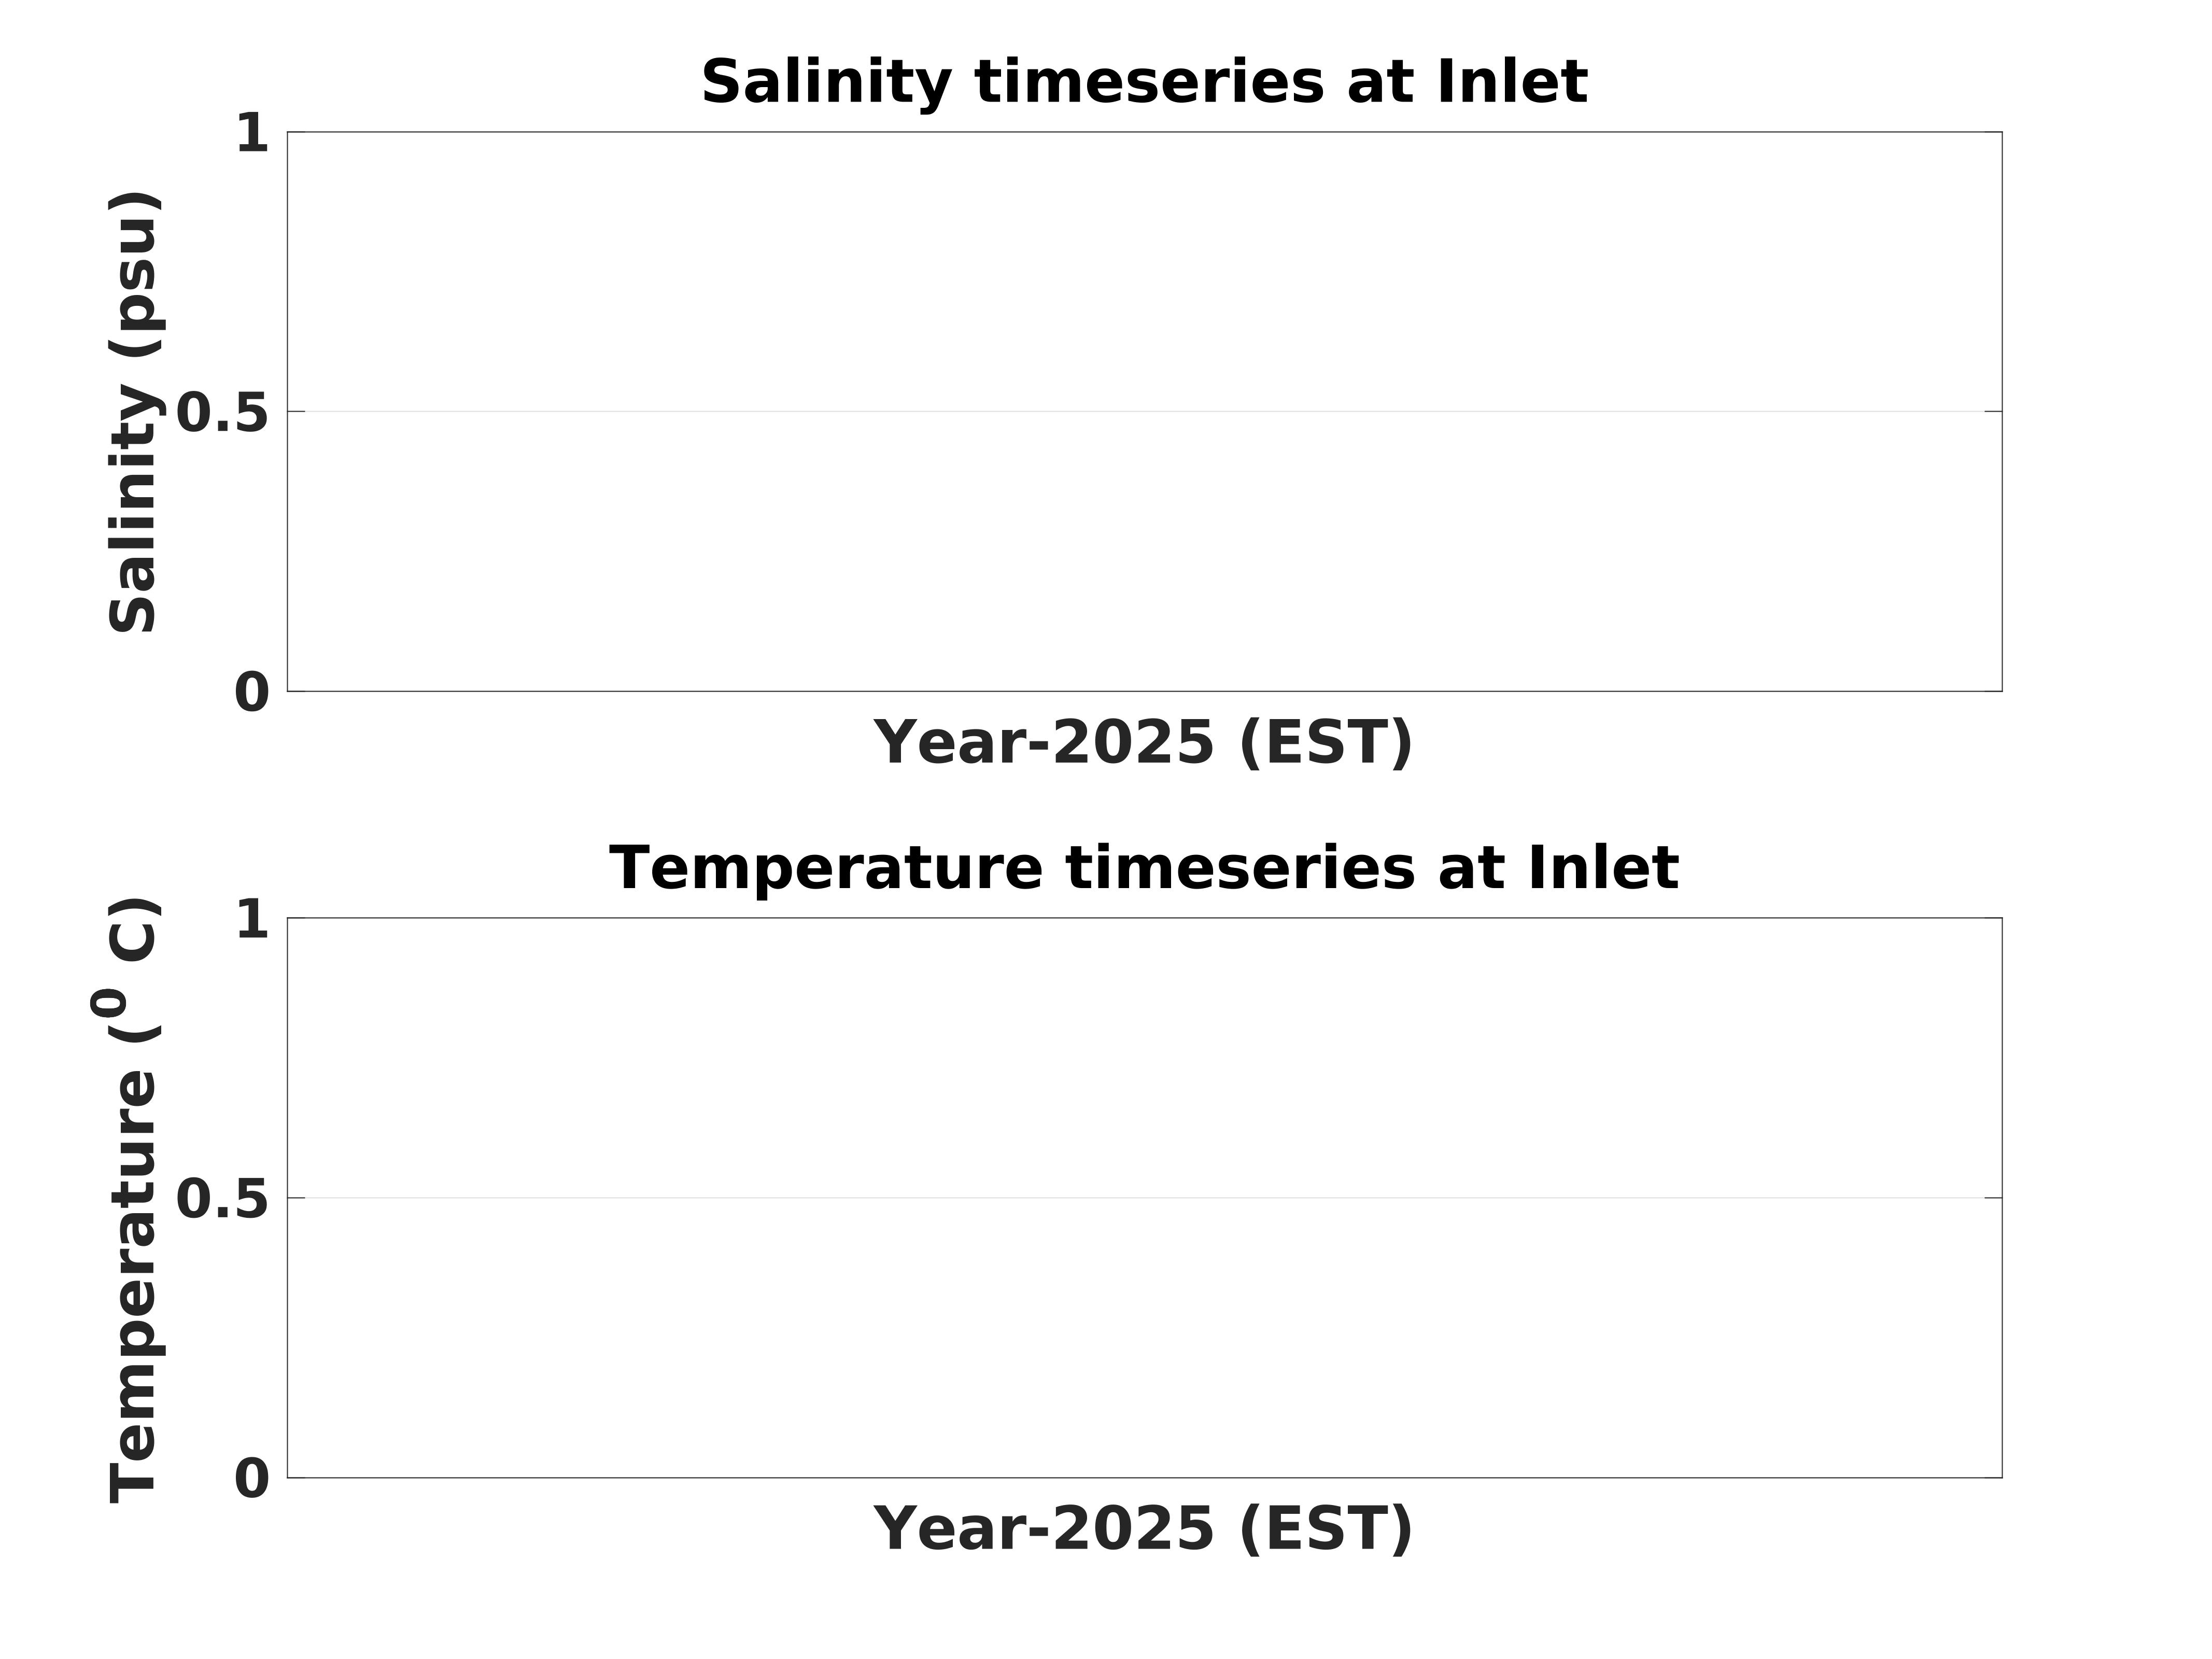 Salinity timeseries at Inlet
1
0.5
0
Salinity (psu)
Year-2025 (EST)
Temperature timeseries at Inlet
1
0.5
0
Temperature (⁰ C)
Year-2025 (EST)